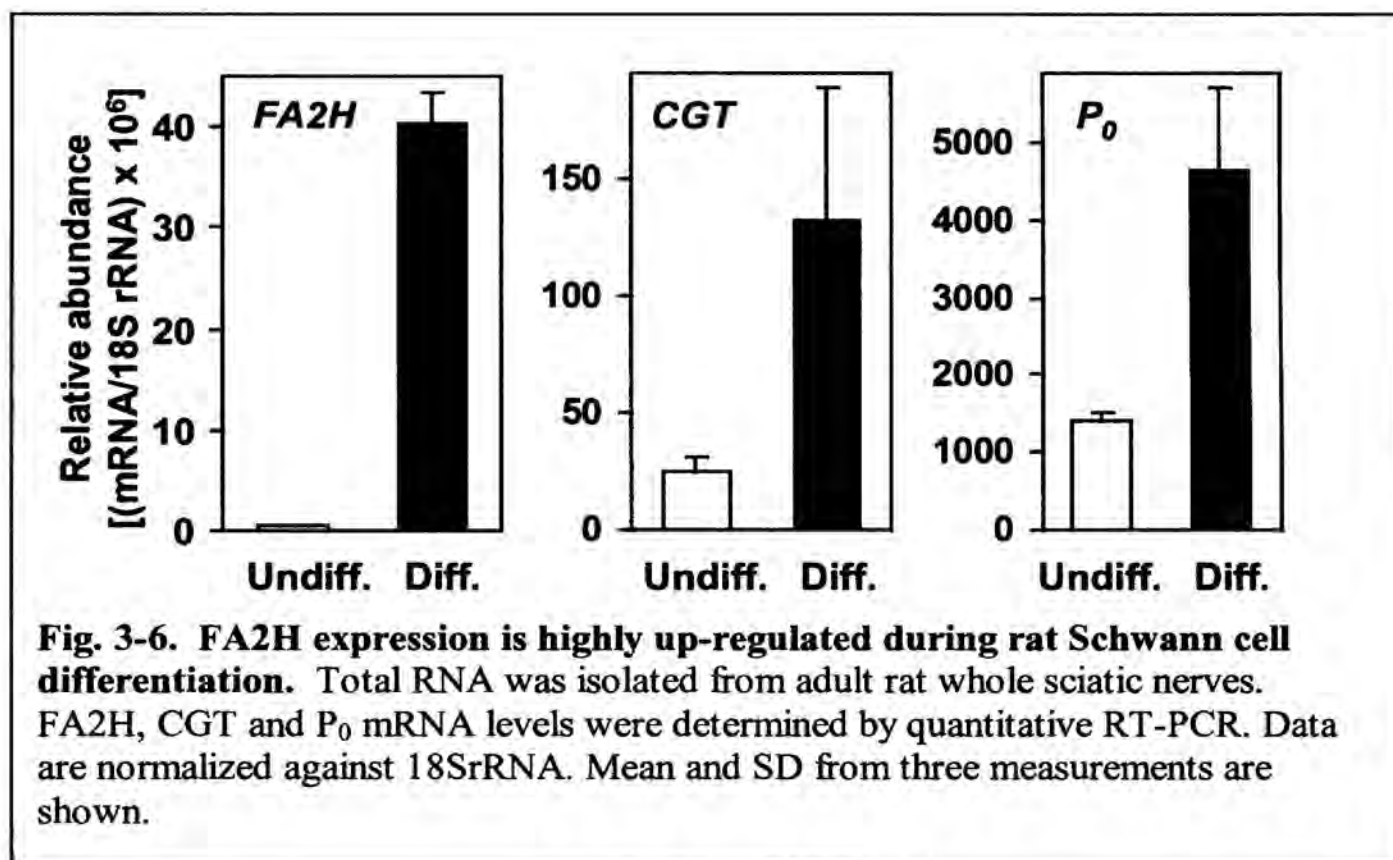 FA2H
CGT
P₀
Relative abundance
[(mRNA/18S rRNA) x 10⁶]
40
30
20
10
0
150
100
50
0
5000
4000
3000
2000
1000
0
Undiff. Diff.
Undiff. Diff.
Undiff. Diff.
Fig. 3-6. FA2H expression is highly up-regulated during rat Schwann cell
differentiation. Total RNA was isolated from adult rat whole sciatic nerves.
FA2H, CGT and P₀ mRNA levels were determined by quantitative RT-PCR. Data
are normalized against 18SrRNA. Mean and SD from three measurements are
shown.